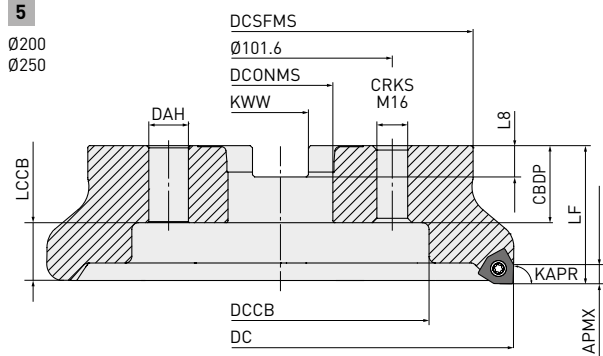 5
Ø200
Ø250
DCSFMS
Ø101.6
DCONMS
KWW
CRKS
M16
DAH
L8
LCCB
CBDP
LF
KAPR
APMX
DCCB
DC